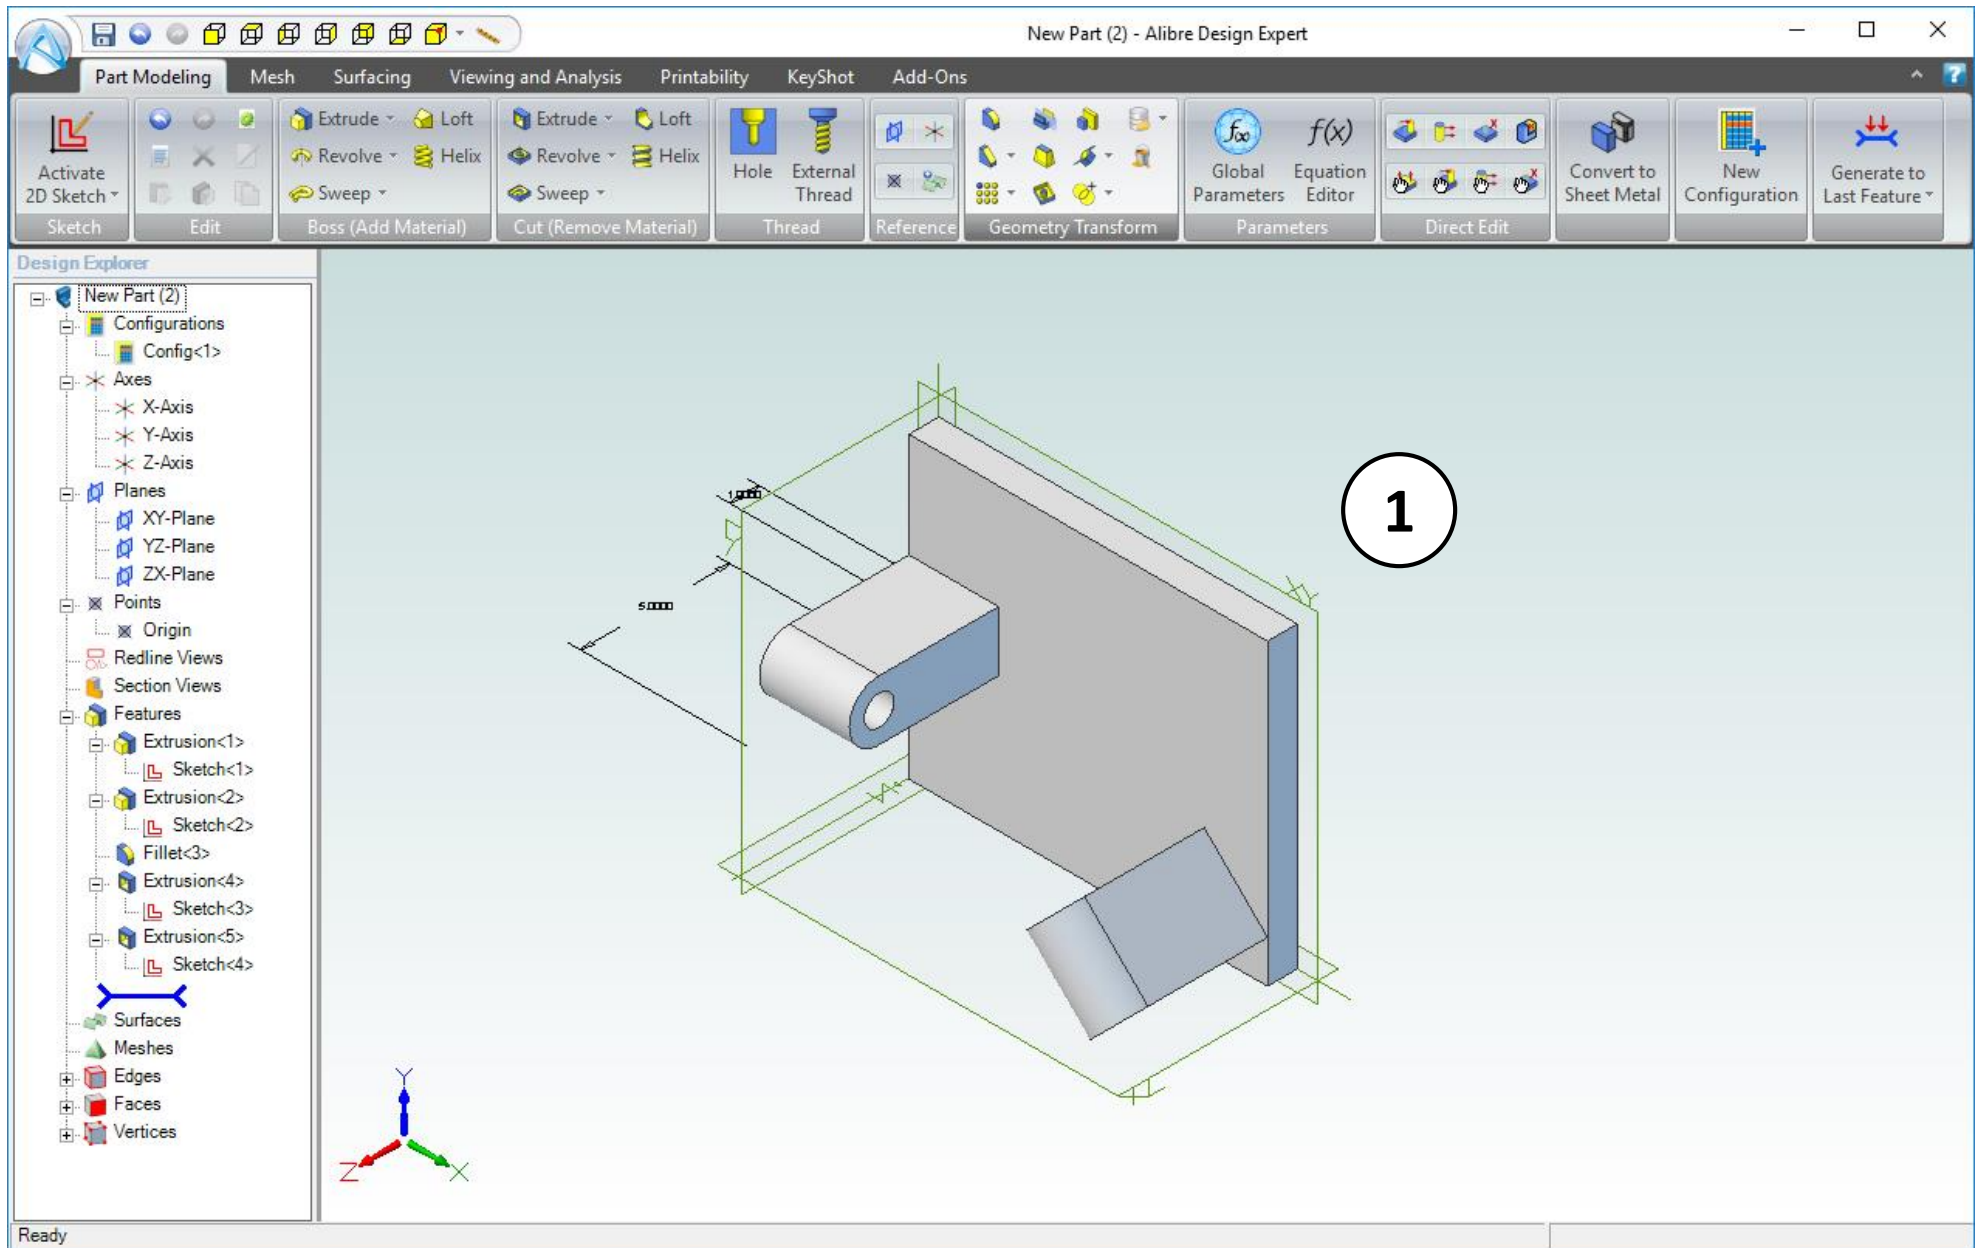 New Part (2) - Alibre Design Expert
Part Modeling Mesh Surfacing Viewing and Analysis Printability KeyShot Add-Ons
Activate
2D Sketch
Sketch
Edit
Extrude Loft
Revolve Helix
Sweep
Boss (Add Material)
Extrude Loft
Revolve Helix
Sweep
Cut (Remove Material)
Hole
External
Thread
Thread
Reference
Geometry Transform
Global
Parameters
f(x)
Equation
Editor
Parameters
Direct Edit
Convert to
Sheet Metal
New
Configuration
Generate to
Last Feature
Design Explorer
New Part (2)
Configurations
Config<1>
Axes
X-Axis
Y-Axis
Z-Axis
Planes
XY-Plane
YZ-Plane
ZX-Plane
Points
Origin
Redline Views
Section Views
Features
Extrusion<1>
Sketch<1>
Extrusion<2>
Sketch<2>
Fillet<3>
Extrusion<4>
Sketch<3>
Extrusion<5>
Sketch<4>
Surfaces
Meshes
Edges
Faces
Vertices
1
5.0000
Y
Z
X
Ready